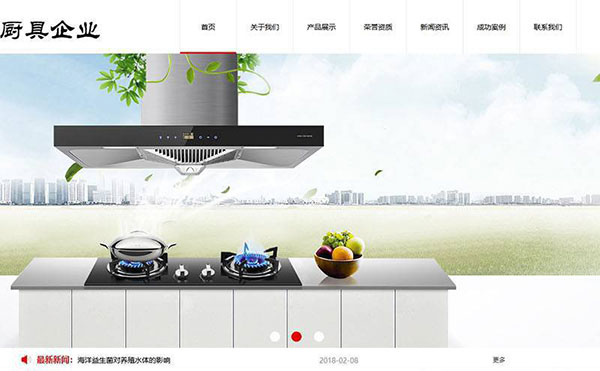 厨具企业
首页 关于我们 产品展示 荣誉资质 新闻资讯 成功案例 联系我们
最新新闻: 海洋益生菌对养殖水体的影响 2018-02-08 更多